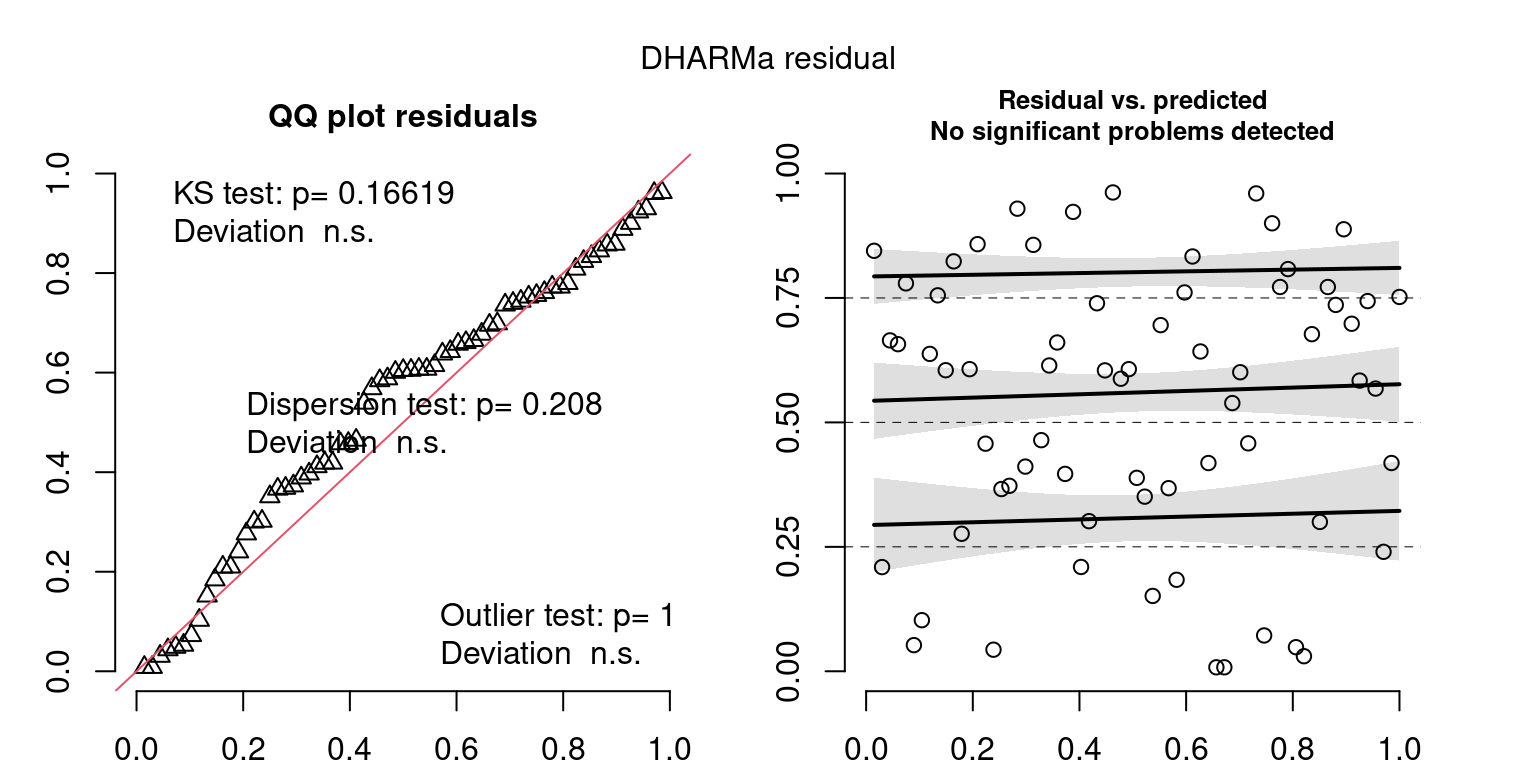 DHARMa residual
QQ plot residuals
KS test: p= 0.16619
Deviation  n.s.
Dispersion test: p= 0.208
Deviation  n.s.
Outlier test: p= 1
Deviation  n.s.
1.0
0.8
0.6
0.4
0.2
0.0
0.0 0.2 0.4 0.6 0.8 1.0
Residual vs. predicted
No significant problems detected
1.00
0.75
0.50
0.25
0.00
0.0 0.2 0.4 0.6 0.8 1.0